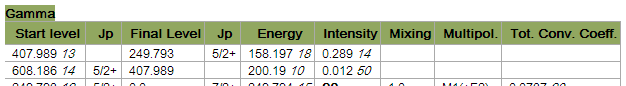 Gamma
Start level Jp Final Level Jp Energy Intensity Mixing Multipol. Tot. Conv. Coeff.
407.989 13 249.793 5/2+ 158.197 18 0.289 14
608.186 14 5/2+ 407.989 200.19 10 0.012 50